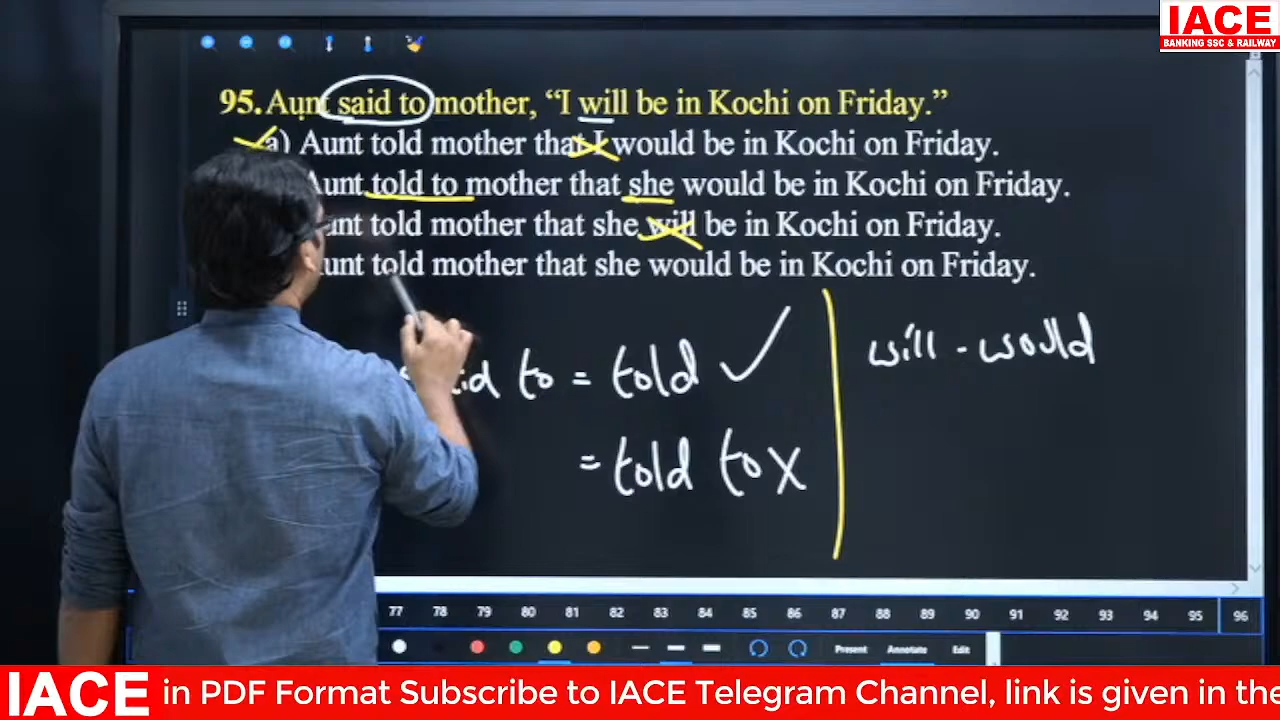 IACE
BANKING SSC & RAILWAY
95. Aunt said to mother, “I will be in Kochi on Friday.”
a) Aunt told mother that I would be in Kochi on Friday.
Aunt told to mother that she would be in Kochi on Friday.
unt told mother that she will be in Kochi on Friday.
unt told mother that she would be in Kochi on Friday.
to = told
= told to x
will - would
77 78 79 80 81 82 83 84 85 86 87 88 89 90 91 92 93 94 95 96
Present Annotate Edit
IACE in PDF Format Subscribe to IACE Telegram Channel, link is given in the